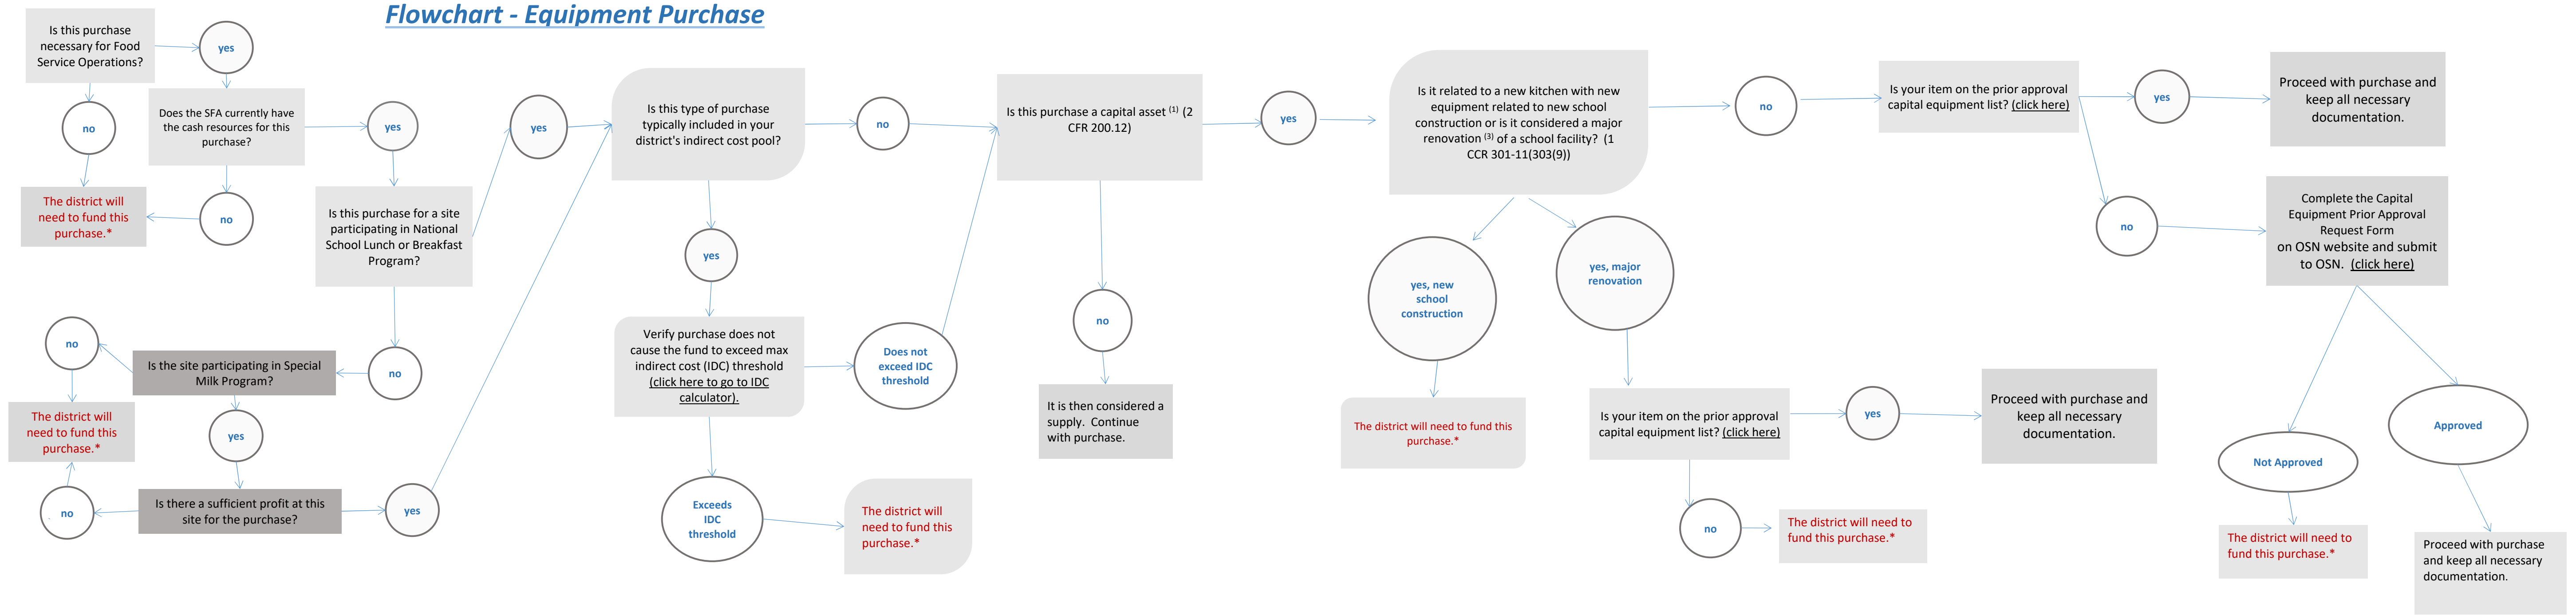 Flowchart - Equipment Purchase
Is this purchase
necessary for Food
Service Operations?
yes
no
The district will
need to fund this
purchase.*
Does the SFA currently have
the cash resources for this
purchase?
yes
no
Is this purchase for a site
participating in National
School Lunch or Breakfast
Program?
yes
no
Is the site participating in Special
Milk Program?
no
The district will
need to fund this
purchase.*
yes
Is there a sufficient profit at this
site for the purchase?
no
yes
Is this type of purchase
typically included in your
district's indirect cost pool?
no
yes
Verify purchase does not
cause the fund to exceed max
indirect cost (IDC) threshold
(click here to go to IDC
calculator).
Does not
exceed IDC
threshold
Exceeds
IDC
threshold
The district will
need to fund this
purchase.*
Is this purchase a capital asset (1) (2
CFR 200.12)
yes
no
It is then considered a
supply. Continue
with purchase.
Is it related to a new kitchen with new
equipment related to new school
construction or is it considered a major
renovation (3) of a school facility? (1
CCR 301-11(303(9))
no
yes, new
school
construction
The district will need to fund this
purchase.*
yes, major
renovation
Is your item on the prior approval
capital equipment list? (click here)
yes
Proceed with purchase and
keep all necessary
documentation.
no
The district will need to
fund this purchase.*
Is your item on the prior approval
capital equipment list? (click here)
yes
Proceed with purchase and
keep all necessary
documentation.
no
Complete the Capital
Equipment Prior Approval
Request Form
on OSN website and submit
to OSN. (click here)
Not Approved
The district will need to
fund this purchase.*
Approved
Proceed with purchase
and keep all necessary
documentation.